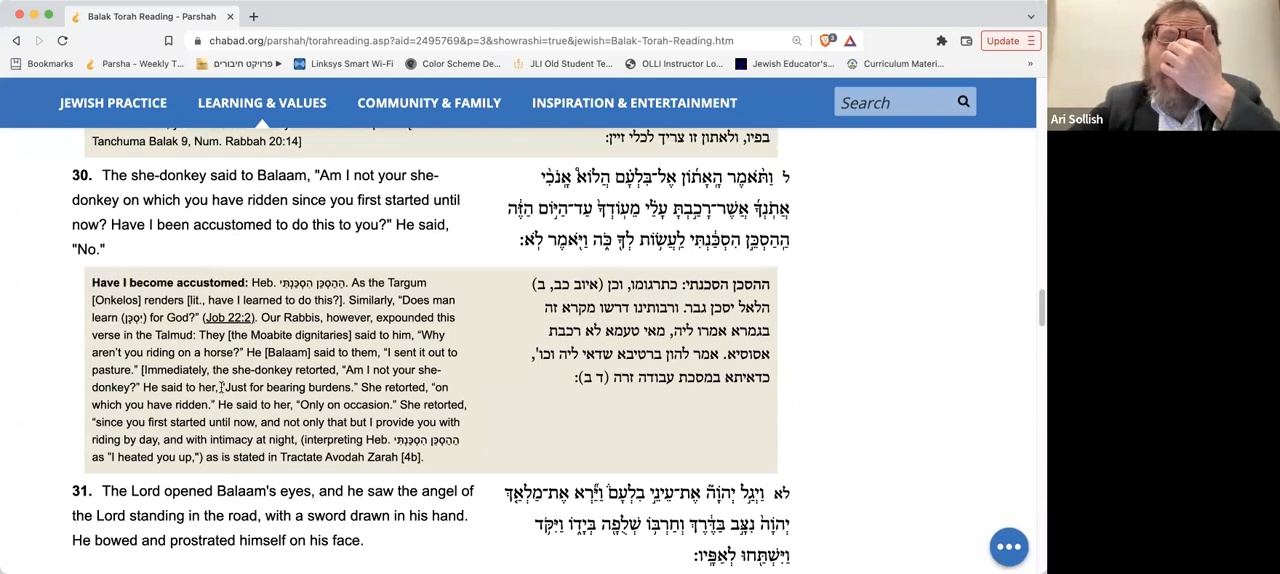 Balak Torah Reading - Parshah
chabad.org/parshah/torahreading.asp?aid=2495769&p=3&showrashi=true&jewish=Balak-Torah-Reading.htm
Update
Bookmarks Parsha - Weekly T... פרויקט חיבורים Linksys Smart Wi-Fi Color Scheme De... JLI Old Student Te... OLLI Instructor Lo... Jewish Educator's... Curriculum Materi... »
JEWISH PRACTICE LEARNING & VALUES COMMUNITY & FAMILY INSPIRATION & ENTERTAINMENT Search
Ari Sollish
Tanchuma Balak 9, Num. Rabbah 20:14]
בפיו, ולאתון זו צריך לכלי זיין:
30. The she-donkey said to Balaam, "Am I not your she-
donkey on which you have ridden since you first started until
now? Have I been accustomed to do this to you?" He said,
"No."
ל וַתֹּ֨אמֶר הָֽאָת֜וֹן אֶל־בִּלְעָ֗ם הֲלוֹא֩ אָֽנֹכִ֨י
אֲתֹֽנְךָ֜ אֲשֶׁר־רָכַ֣בְתָּ עָלַ֗י מֵעֽוֹדְךָ֙ עַד־הַיּ֣וֹם הַזֶּ֔ה
הַֽהַסְכֵּ֣ן הִסְכַּ֔נְתִּי לַֽעֲשׂ֥וֹת לְךָ֖ כֹּ֑ה וַיֹּ֖אמֶר לֹֽא:
Have I become accustomed: Heb. הַהַסְכֵּן הִסְכַּנְתִּי. As the Targum
[Onkelos] renders [lit., have I learned to do this?]. Similarly, “Does man
learn (יִסְכָּן) for God?” (Job 22:2). Our Rabbis, however, expounded this
verse in the Talmud: They [the Moabite dignitaries] said to him, “Why
aren’t you riding on a horse?” He [Balaam] said to them, “I sent it out to
pasture.” [Immediately, the she-donkey retorted, “Am I not your she-
donkey?” He said to her, “Just for bearing burdens.” She retorted, “on
which you have ridden.” He said to her, “Only on occasion.” She retorted,
“since you first started until now, and not only that but I provide you with
riding by day, and with intimacy at night, (interpreting Heb. הַהַסְכֵּן הִסְכַּנְתִּי
as "I heated you up,") as is stated in Tractate Avodah Zarah [4b].
ההסכן הסכנתי: כתרגומו, וכן (איוב כב, ב)
הלאל יסכן גבר. ורבותינו דרשו מקרא זה
בגמרא אמרו ליה, מאי טעמא לא רכבת
אסוסיא. אמר להון ברטיבא שדאי ליה וכו',
כדאיתא במסכת עבודה זרה (ד ב):
31. The Lord opened Balaam's eyes, and he saw the angel of
the Lord standing in the road, with a sword drawn in his hand.
He bowed and prostrated himself on his face.
לא וַיְגַ֣ל יְהֹוָה֘ אֶת־עֵינֵ֣י בִלְעָם֒ וַיַּ֞רְא אֶת־מַלְאַ֤ךְ
יְהֹוָה֙ נִצָּ֣ב בַּדֶּ֔רֶךְ וְחַרְבּ֥וֹ שְׁלֻפָ֖ה בְּיָד֑וֹ וַיִּקֹּ֥ד
וַיִּשְׁתַּ֖חוּ לְאַפָּֽיו: